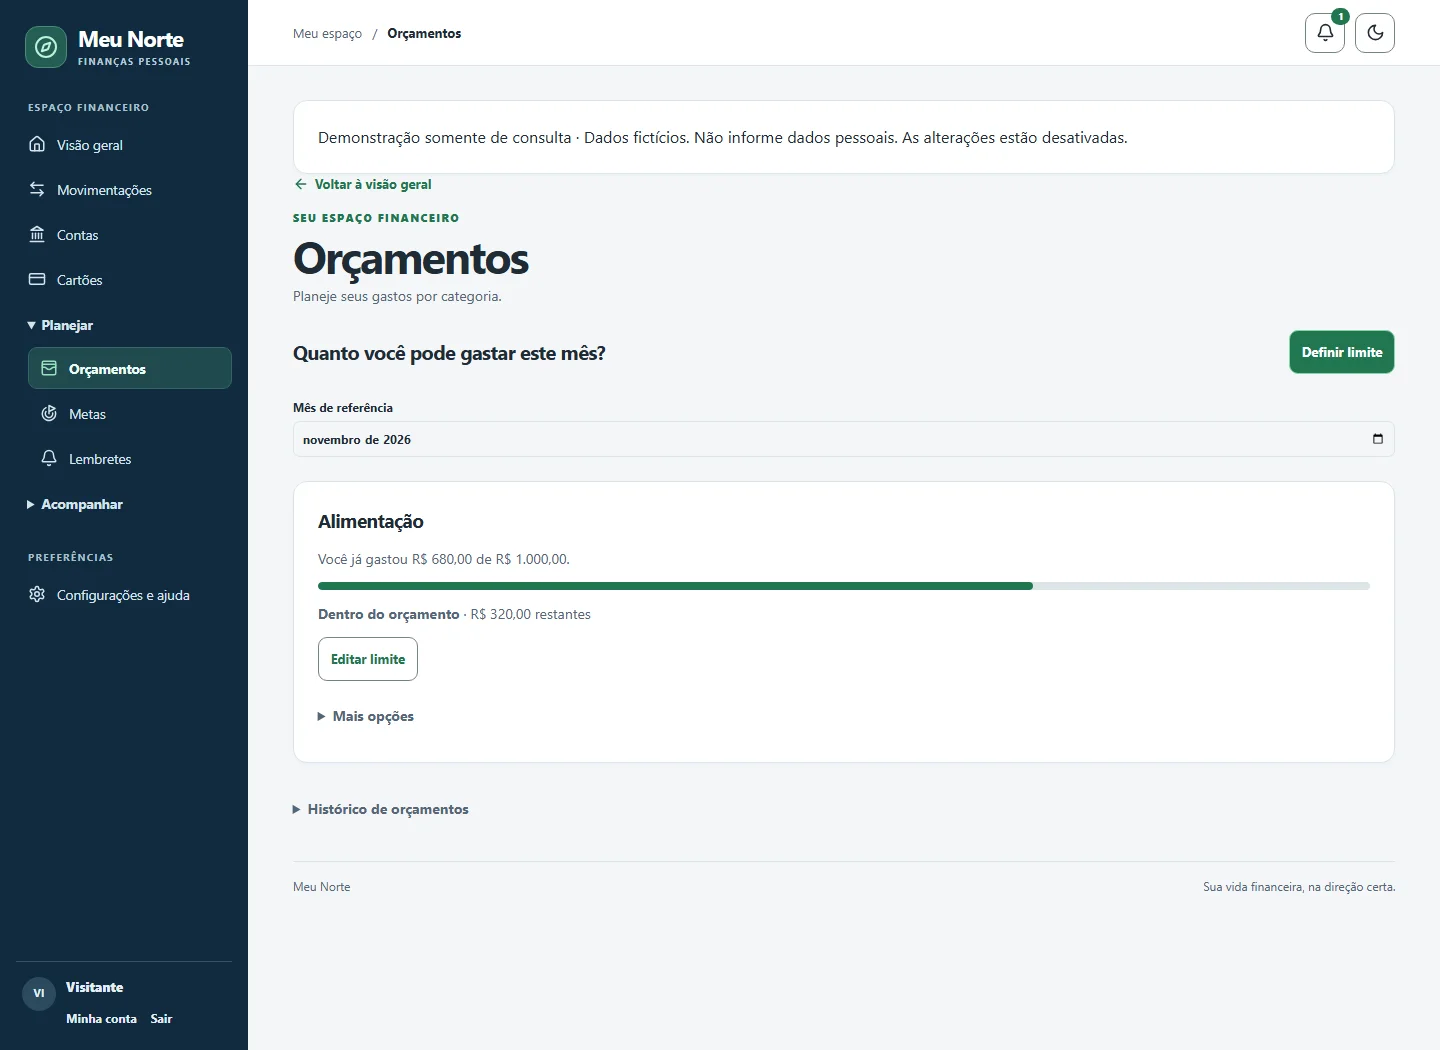 Meu Norte
FINANÇAS PESSOAIS
ESPAÇO FINANCEIRO
Visão geral
Movimentações
Contas
Cartões
Planejar
Orçamentos
Metas
Lembretes
Acompanhar
PREFERÊNCIAS
Configurações e ajuda
VI
Visitante
Minha conta Sair
Meu espaço / Orçamentos
1
Demonstração somente de consulta · Dados fictícios. Não informe dados pessoais. As alterações estão desativadas.
Voltar à visão geral
SEU ESPAÇO FINANCEIRO
Orçamentos
Planeje seus gastos por categoria.
Quanto você pode gastar este mês?
Definir limite
Mês de referência
novembro de 2026
Alimentação
Você já gastou R$ 680,00 de R$ 1.000,00.
Dentro do orçamento · R$ 320,00 restantes
Editar limite
Mais opções
Histórico de orçamentos
Meu Norte
Sua vida financeira, na direção certa.